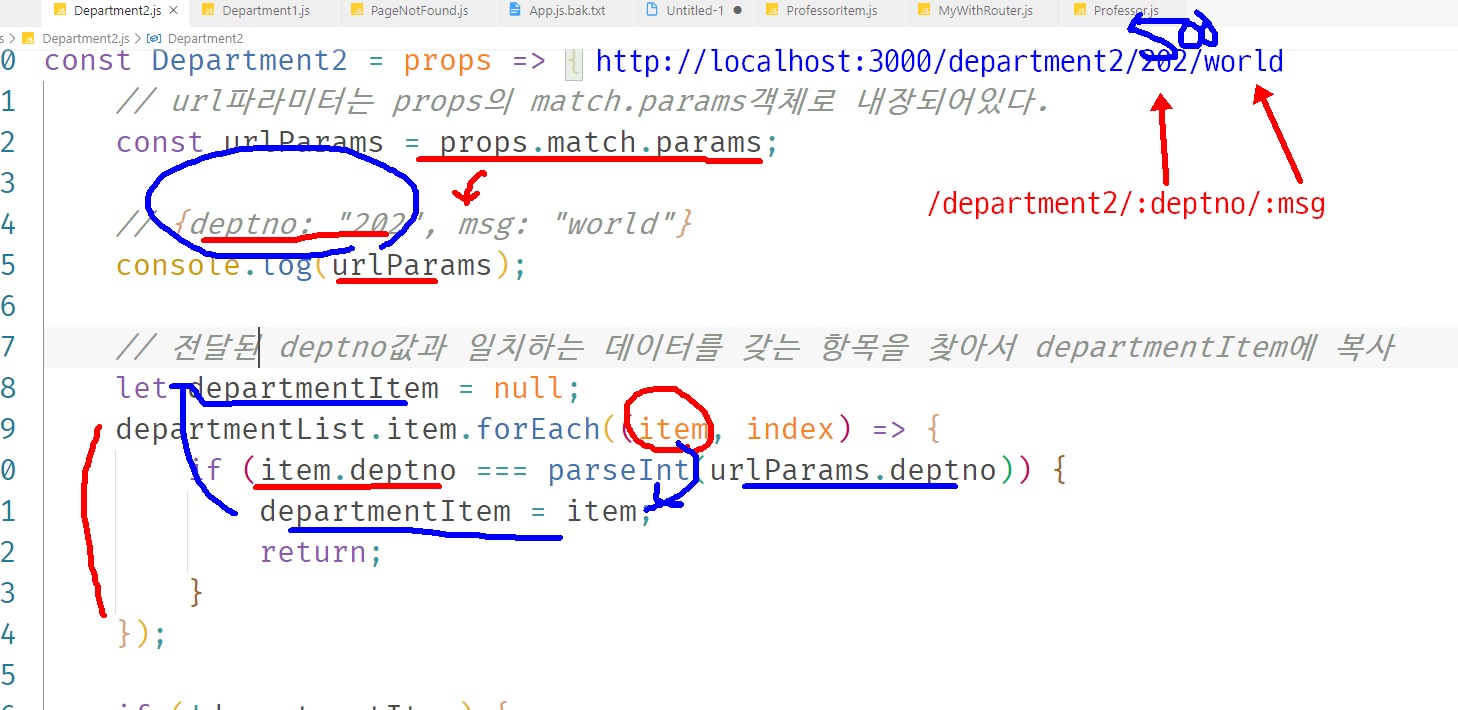 Department2.js × Department1.js PageNotFound.js App.js.bak.txt Untitled-1 ● ProfessorItem.js MyWithRouter.js Professor.js
s > Department2.js > Department2
0 const Department2 = props => { http://localhost:3000/department2/202/world
1 // url파라미터는 props의 match.params객체로 내장되어있다.
2 const urlParams = props.match.params;
3
/department2/:deptno/:msg
4 // {deptno: "202", msg: "world"}
5 console.log(urlParams);
6
7 // 전달된 deptno값과 일치하는 데이터를 갖는 항목을 찾아서 departmentItem에 복사
8 let departmentItem = null;
9 departmentList.item.forEach((item, index) => {
0 if (item.deptno === parseInt(urlParams.deptno)) {
1 departmentItem = item;
2 return;
3 }
4 });
5